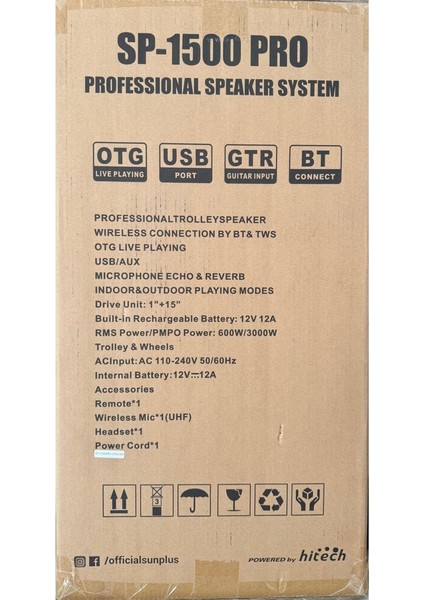 SP-1500 PRO
PROFESSIONAL SPEAKER SYSTEM
OTG USB GTR BT
LIVE PLAYING PORT GUITAR INPUT CONNECT
PROFESSIONALTROLLEYSPEAKER
WIRELESS CONNECTION BY BT& TWS
OTG LIVE PLAYING
USB/AUX
MICROPHONE ECHO & REVERB
INDOOR&OUTDOOR PLAYING MODES
Drive Unit: 1"+15"
Built-in Rechargeable Battery: 12V 12A
RMS Power/PMPO Power: 600W/3000W
Trolley & Wheels
ACInput: AC 110-240V 50/60Hz
Internal Battery:12V⎓12A
Accessories
Remote*1
Wireless Mic*1(UHF)
Headset*1
Power Cord*1
3
/officialsunplus POWERED by hitech